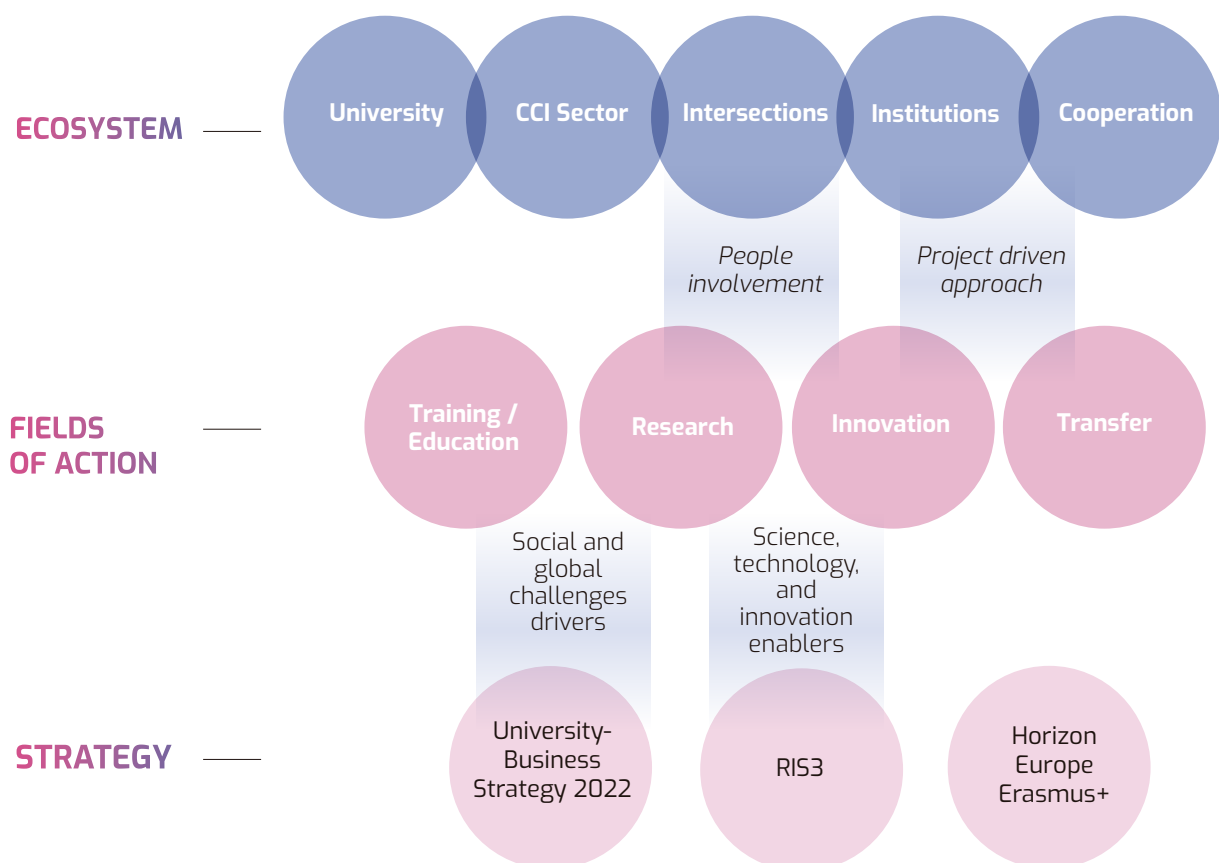 ECOSYSTEM
University
CCI Sector
Intersections
Institutions
Cooperation
People
involvement
Project driven
approach
FIELDS
OF ACTION
Training /
Education
Research
Innovation
Transfer
Social and
global
challenges
drivers
Science,
technology,
and
innovation
enablers
STRATEGY
University-
Business
Strategy 2022
RIS3
Horizon
Europe
Erasmus+